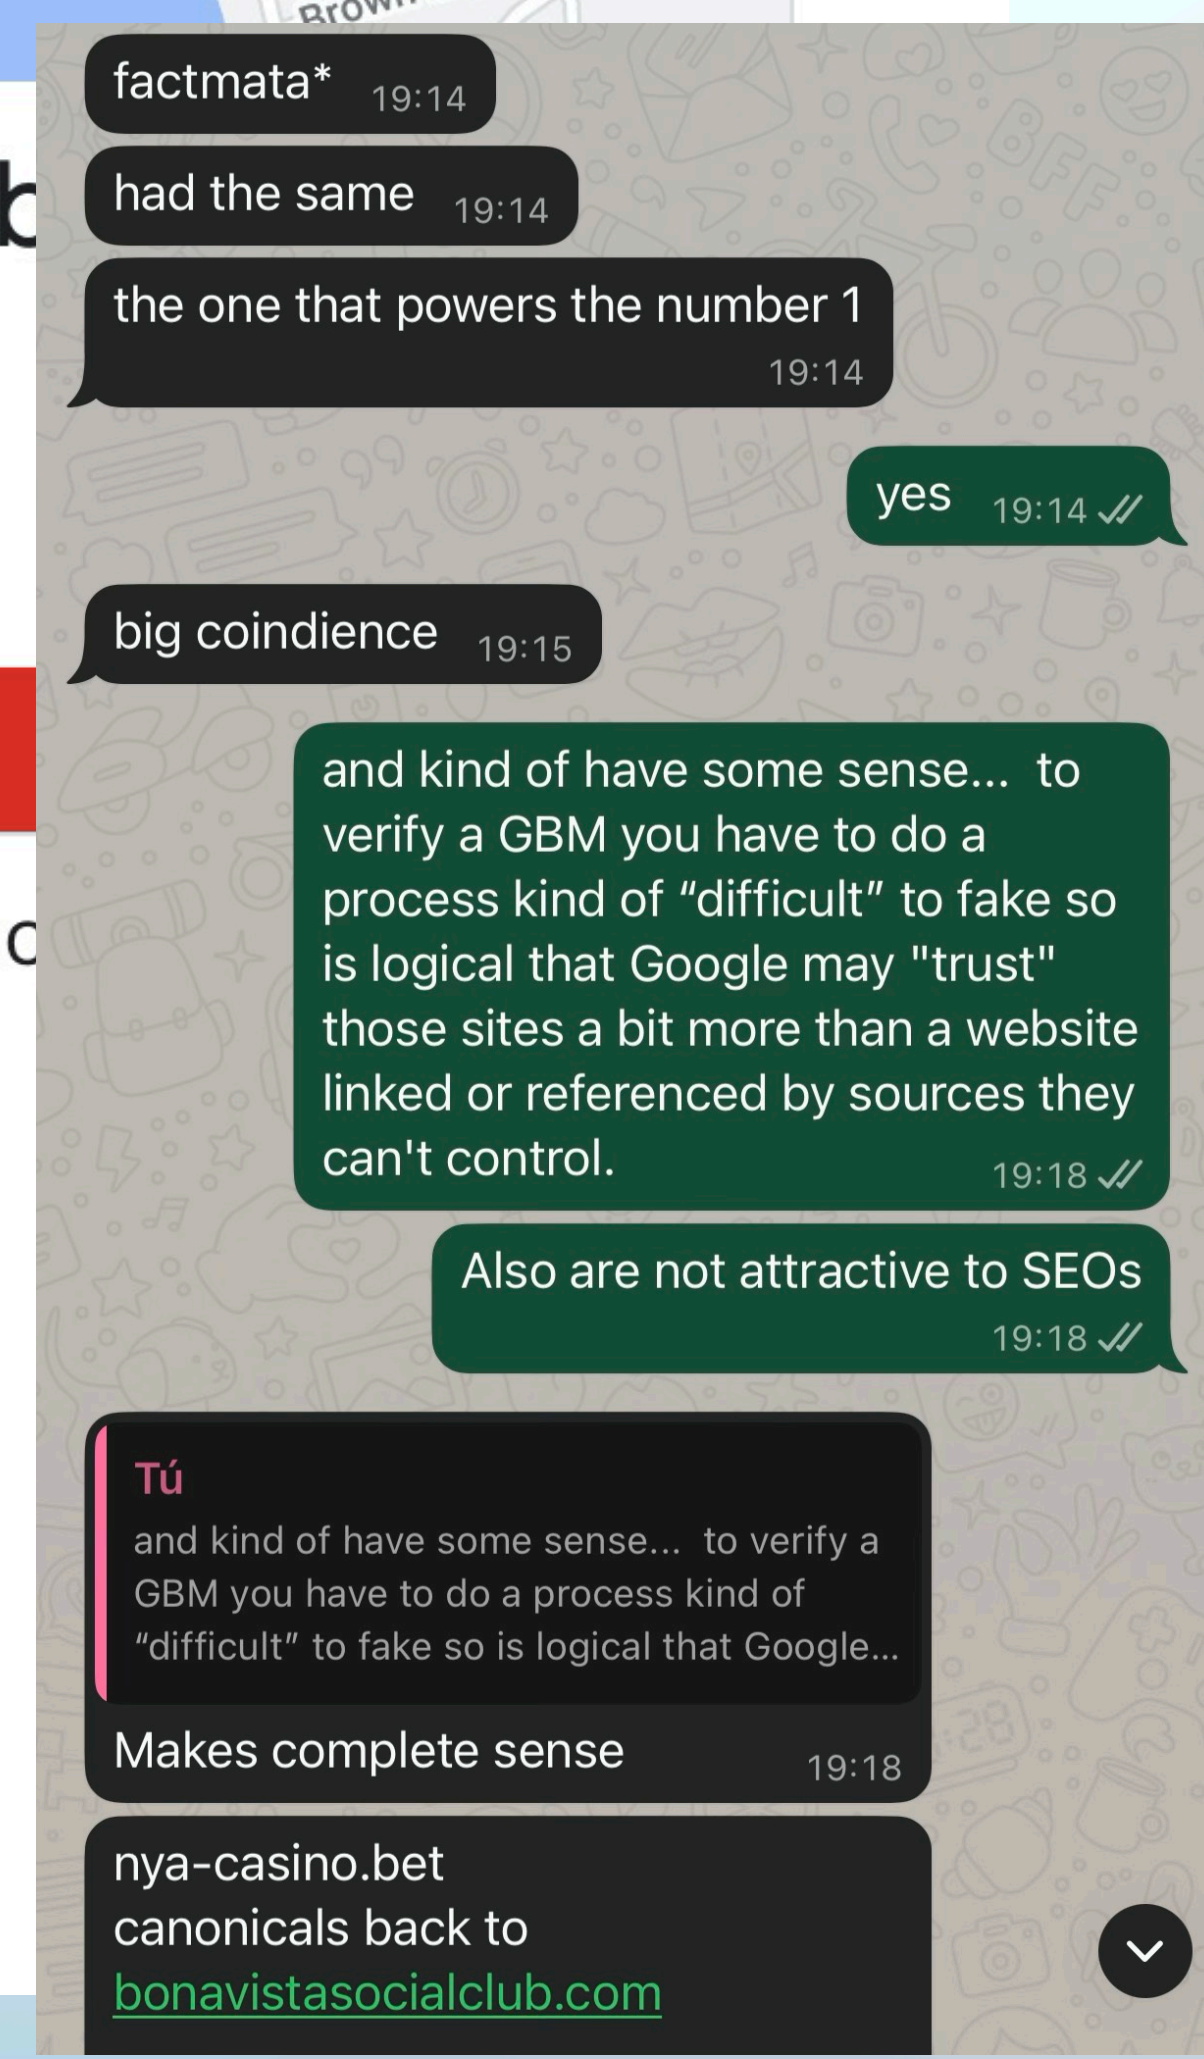 factmata* 19:14
had the same 19:14
the one that powers the number 1
19:14
yes 19:14
big coindience 19:15
and kind of have some sense... to
verify a GBM you have to do a
process kind of “difficult” to fake so
is logical that Google may "trust"
those sites a bit more than a website
linked or referenced by sources they
can't control.
19:18
Also are not attractive to SEOs
19:18
Tú
and kind of have some sense... to verify a
GBM you have to do a process kind of
“difficult” to fake so is logical that Google...
Makes complete sense 19:18
nya-casino.bet
canonicals back to
bonavistasocialclub.com